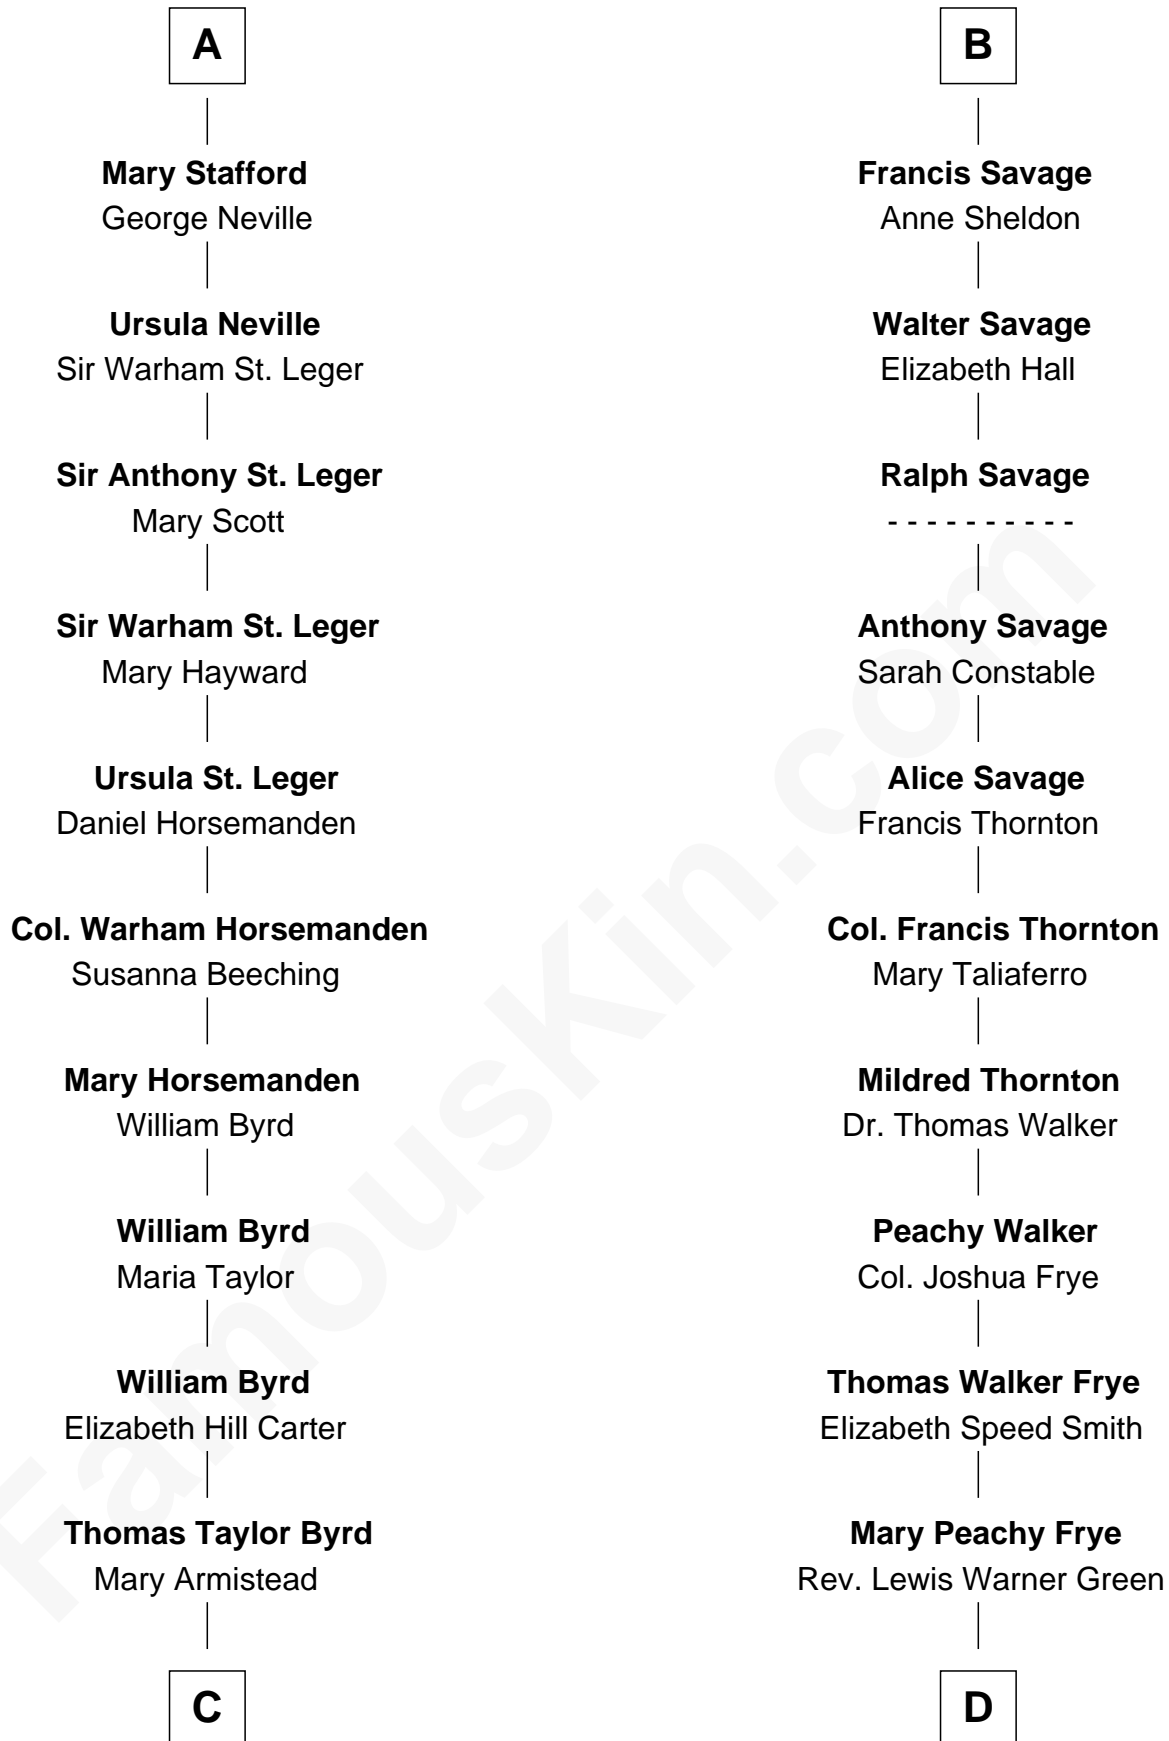 A
Mary Stafford
George Neville
Ursula Neville
Sir Warham St. Leger
Sir Anthony St. Leger
Mary Scott
Sir Warham St. Leger
Mary Hayward
Ursula St. Leger
Daniel Horsemanden
Col. Warham Horsemanden
Susanna Beeching
Mary Horsemanden
William Byrd
William Byrd
Maria Taylor
William Byrd
Elizabeth Hill Carter
Thomas Taylor Byrd
Mary Armistead
C
B
Francis Savage
Anne Sheldon
Walter Savage
Elizabeth Hall
Ralph Savage
- - - - - - - - - -
Anthony Savage
Sarah Constable
Alice Savage
Francis Thornton
Col. Francis Thornton
Mary Taliaferro
Mildred Thornton
Dr. Thomas Walker
Peachy Walker
Col. Joshua Frye
Thomas Walker Frye
Elizabeth Speed Smith
Mary Peachy Frye
Rev. Lewis Warner Green
D
FamousKin.com